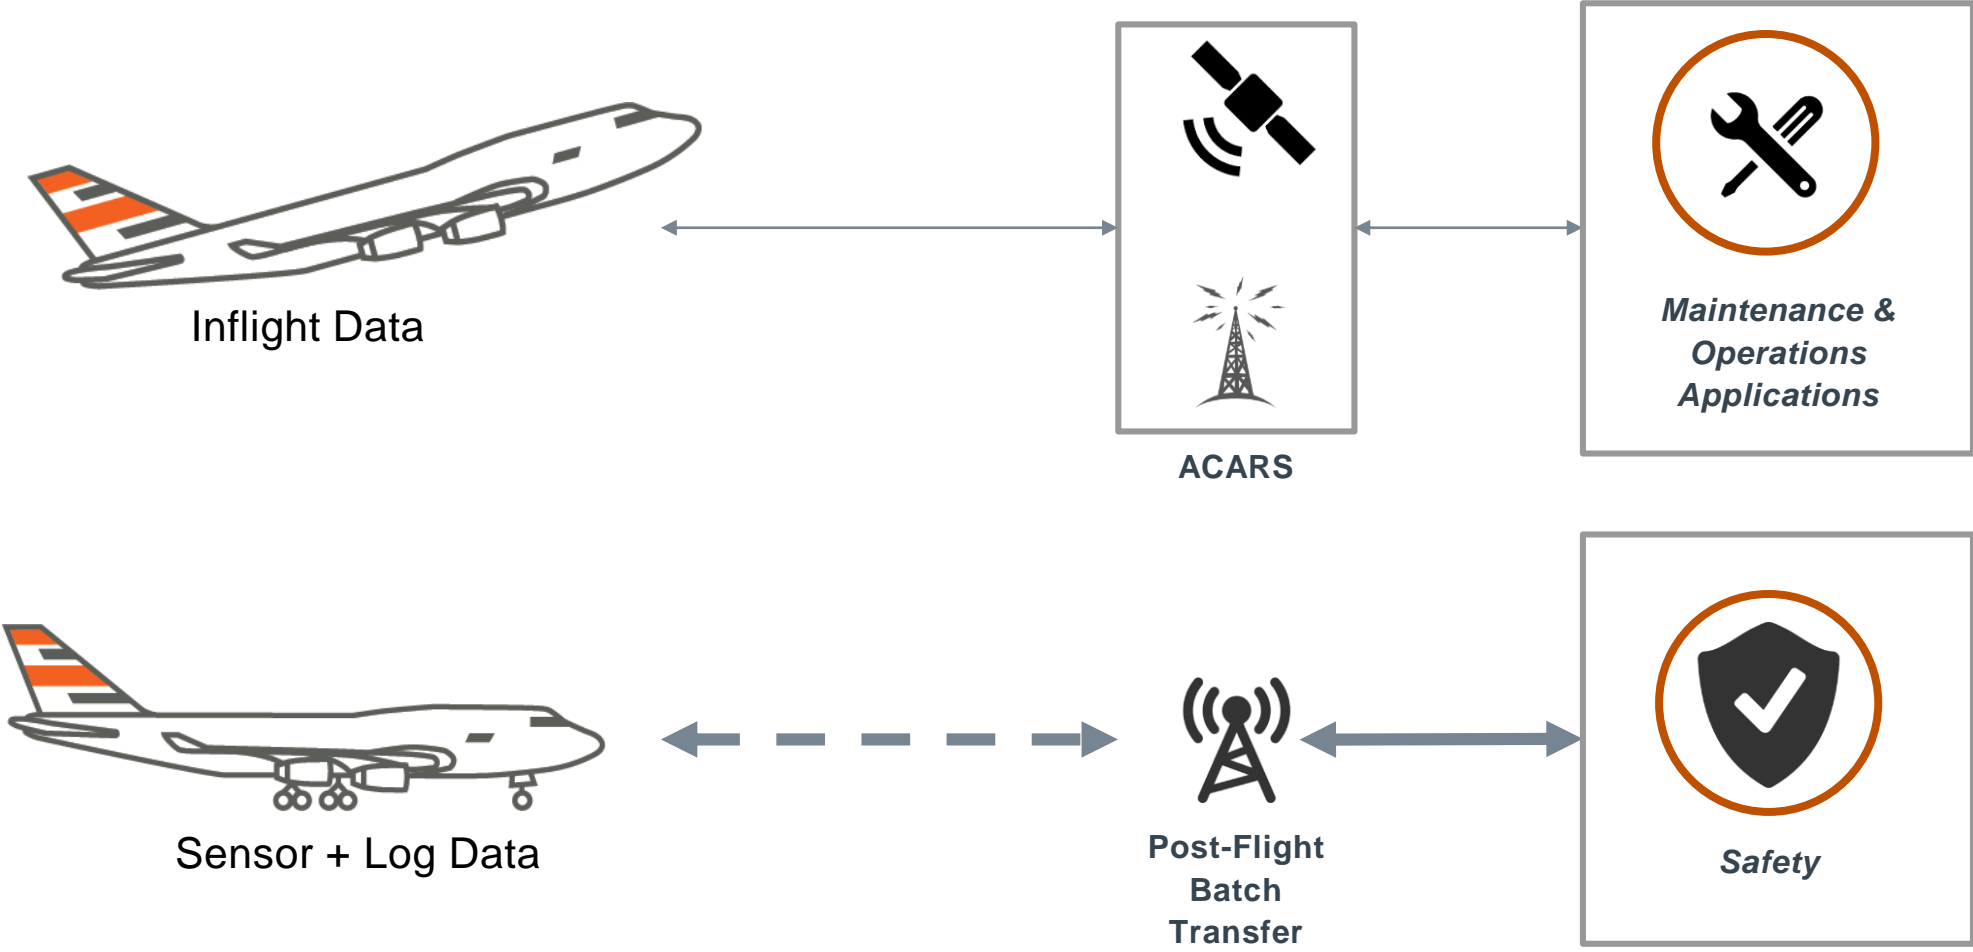 Inflight Data
ACARS
Maintenance &
Operations
Applications
Sensor + Log Data
Post-Flight
Batch
Transfer
Safety